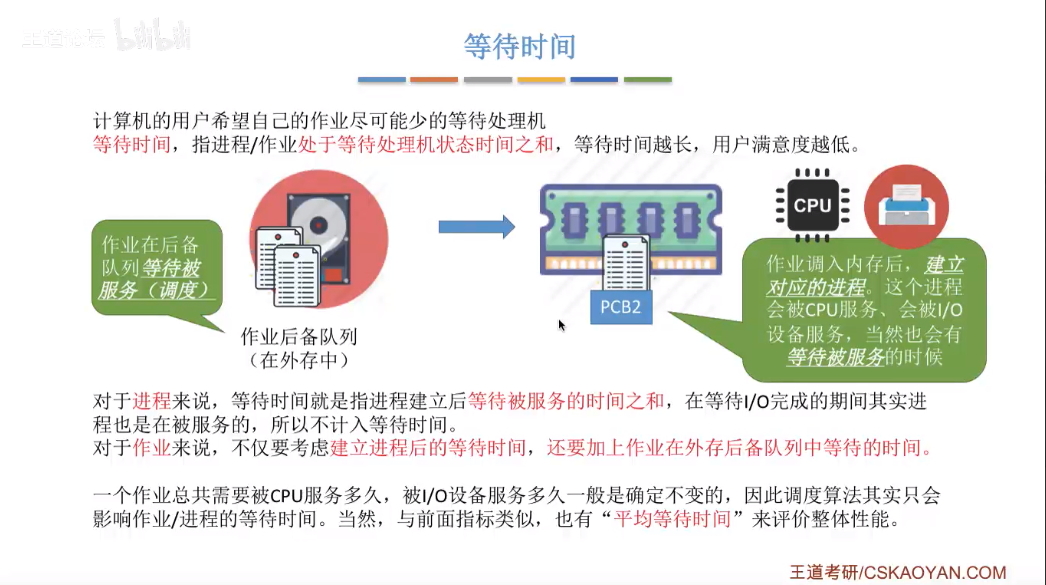 等待时间
计算机的用户希望自己的作业尽可能少的等待处理机
等待时间，指进程/作业处于等待处理机状态时间之和，等待时间越长，用户满意度越低。
作业在后备
队列等待被
服务（调度）
作业后备队列
（在外存中）
PCB2
CPU
作业调入内存后，建立
对应的进程。这个进程
会被CPU服务、会被I/O
设备服务，当然也会有
等待被服务的时候
对于进程来说，等待时间就是指进程建立后等待被服务的时间之和，在等待I/O完成的期间其实进
程也是在被服务的，所以不计入等待时间。
对于作业来说，不仅要考虑建立进程后的等待时间，还要加上作业在外存后备队列中等待的时间。
一个作业总共需要被CPU服务多久，被I/O设备服务多久一般是确定不变的，因此调度算法其实只会
影响作业/进程的等待时间。当然，与前面指标类似，也有“平均等待时间”来评价整体性能。
王道考研/CSKAOYAN.COM